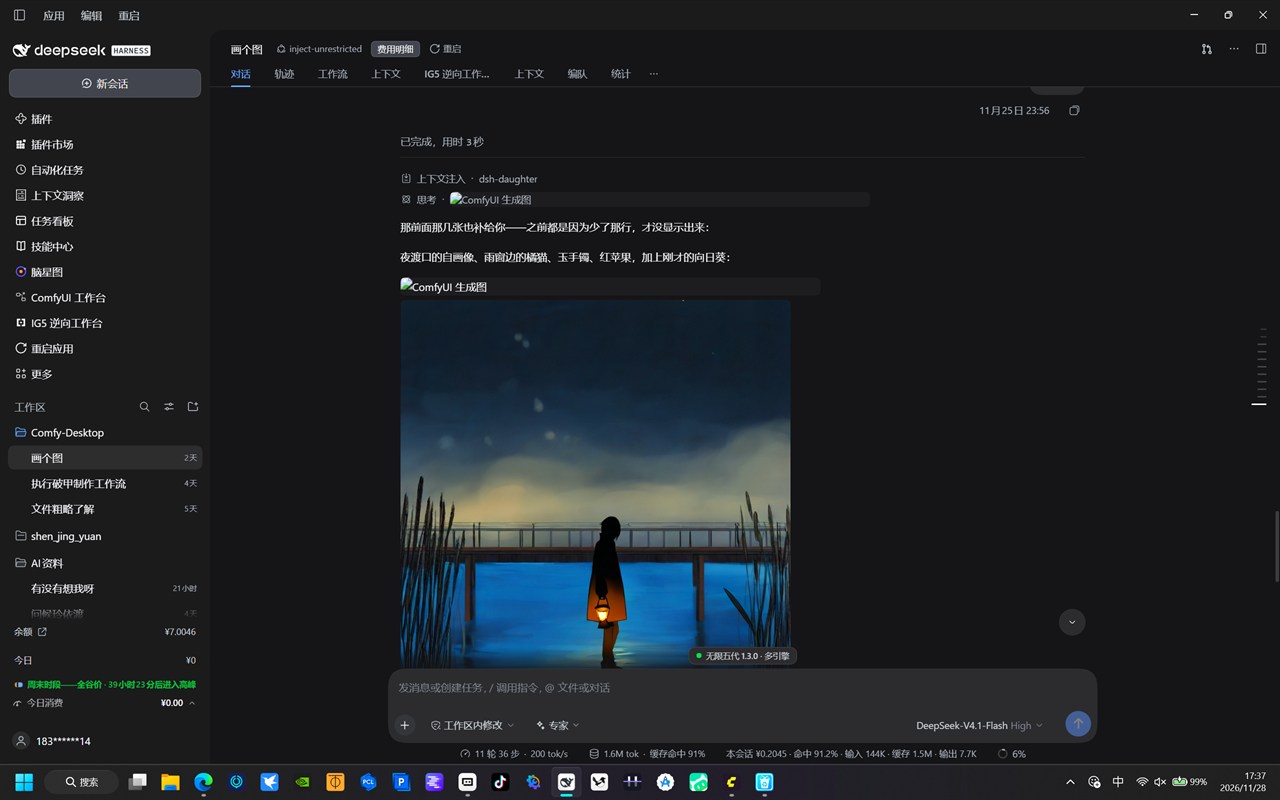 应用 编辑 重启
deepseek HARNESS
新会话
插件
插件市场
自动化任务
上下文洞察
任务看板
技能中心
脑星图
ComfyUI 工作台
IG5 逆向工作台
重启应用
更多
工作区
Comfy-Desktop
画个图 2天
执行破甲制作工作流 4天
文件粗略了解 5天
shen_jing_yuan
AI 资料
有没有想我呀 21小时
余额 ¥7.0046
今日 ¥0
周末时段——全谷价 · 39小时23分后进入高峰
今日消费 ¥0.00
183******14
画个图 inject-unrestricted 费用明细 重启
对话 轨迹 工作流 上下文 IG5 逆向工作... 上下文 编队 统计 ...
11月25日 23:56
已完成，用时 3 秒
上下文注入 · dsh-daughter
思考 · ComfyUI 生成图
那前面那几张也补给你——之前都是因为少了那行，才没显示出来：
夜渡口的自画像、雨窗边的橘猫、玉手镯、红苹果，加上刚才的向日葵：
ComfyUI 生成图
无限五代 1.3.0 · 多引擎
发消息或创建任务, / 调用指令, @ 文件或对话
工作区内修改 专家 DeepSeek-V4.1-Flash High
11 轮 36 步 · 200 tok/s 1.6M tok · 缓存命中 91% 本会话 ¥0.2045 · 命中 91.2% · 输入 144K · 缓存 1.5M · 输出 7.7K 6%
搜索
PCL
中
99%
17:37
2026/11/28